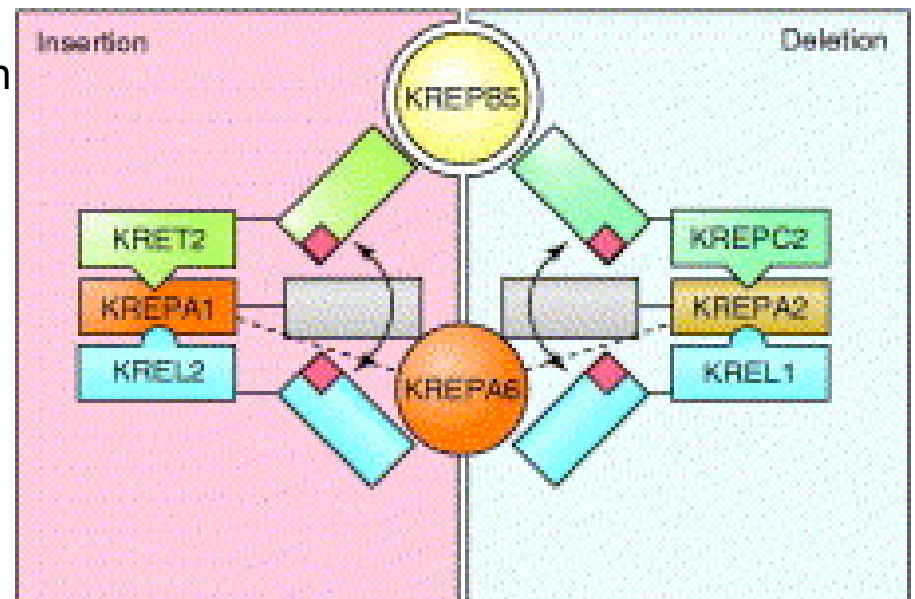 n
Insertion
Deletion
KREPB5
KRET2
KREPC2
KREPA1
KREPA2
KREL2
KREPA6
KREL1